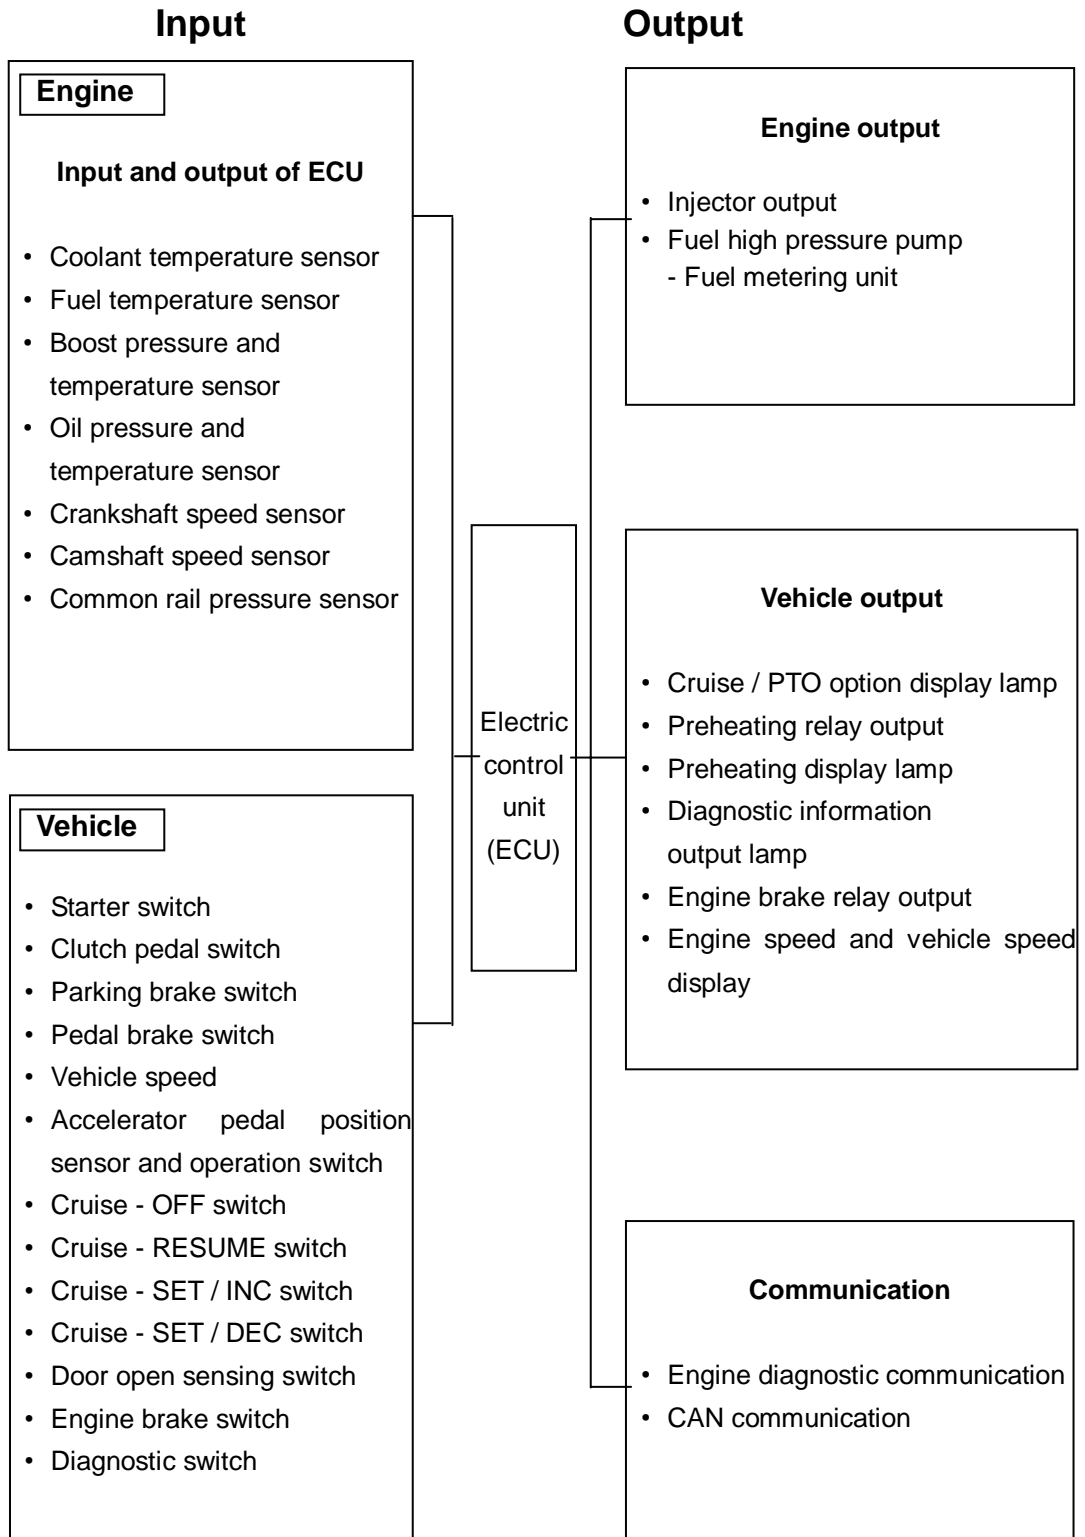 Input
Output
Engine
Input and output of ECU
• Coolant temperature sensor
• Fuel temperature sensor
• Boost pressure and
temperature sensor
• Oil pressure and
temperature sensor
• Crankshaft speed sensor
• Camshaft speed sensor
• Common rail pressure sensor
Vehicle
• Starter switch
• Clutch pedal switch
• Parking brake switch
• Pedal brake switch
• Vehicle speed
• Accelerator pedal position
sensor and operation switch
• Cruise - OFF switch
• Cruise - RESUME switch
• Cruise - SET / INC switch
• Cruise - SET / DEC switch
• Door open sensing switch
• Engine brake switch
• Diagnostic switch
Electric
control
unit
(ECU)
Engine output
• Injector output
• Fuel high pressure pump
- Fuel metering unit
Vehicle output
• Cruise / PTO option display lamp
• Preheating relay output
• Preheating display lamp
• Diagnostic information
output lamp
• Engine brake relay output
• Engine speed and vehicle speed
display
Communication
• Engine diagnostic communication
• CAN communication